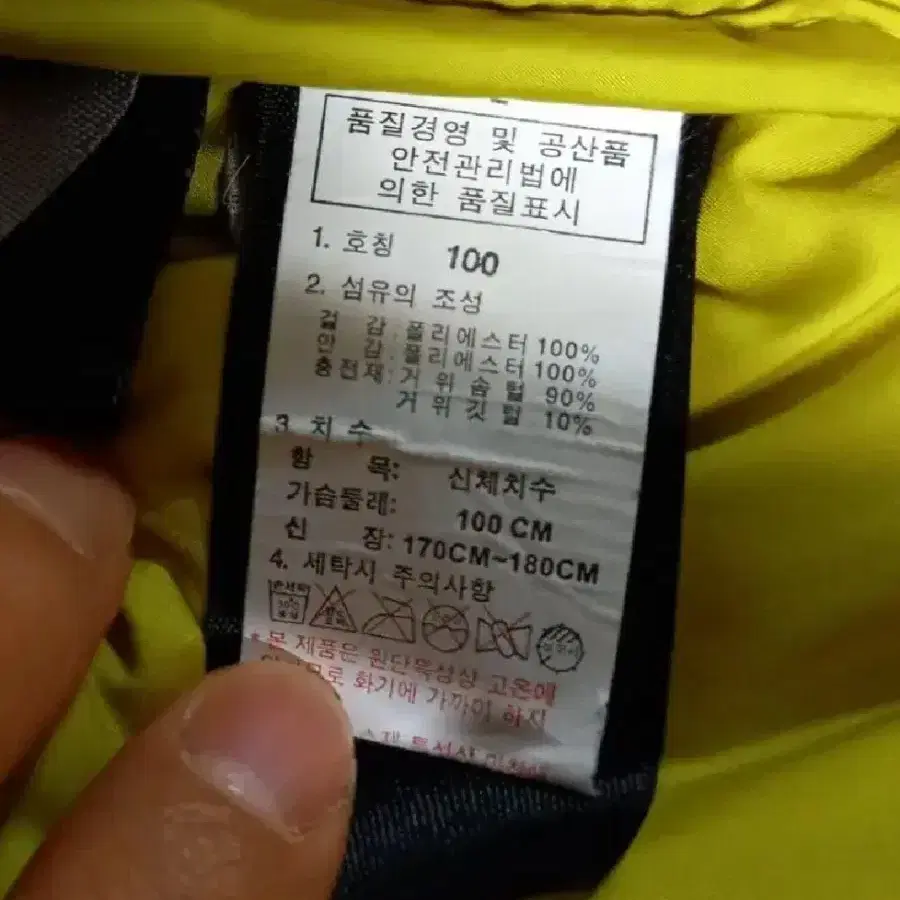 품질경영 및 공산품
안전관리법에
의한 품질표시
1. 호칭 100
2. 섬유의 조성
겉 감 : 폴리에스터 100%
안 감 : 폴리에스터 100%
충전재 : 거위솜털 90%
거위깃털 10%
3 치수
항 목: 신체치수
가슴둘레: 100 CM
신 장: 170CM~180CM
4. 세탁시 주의사항
* 본 제품은 원단특성상 고온에
화기에 가까이 하지
특성상